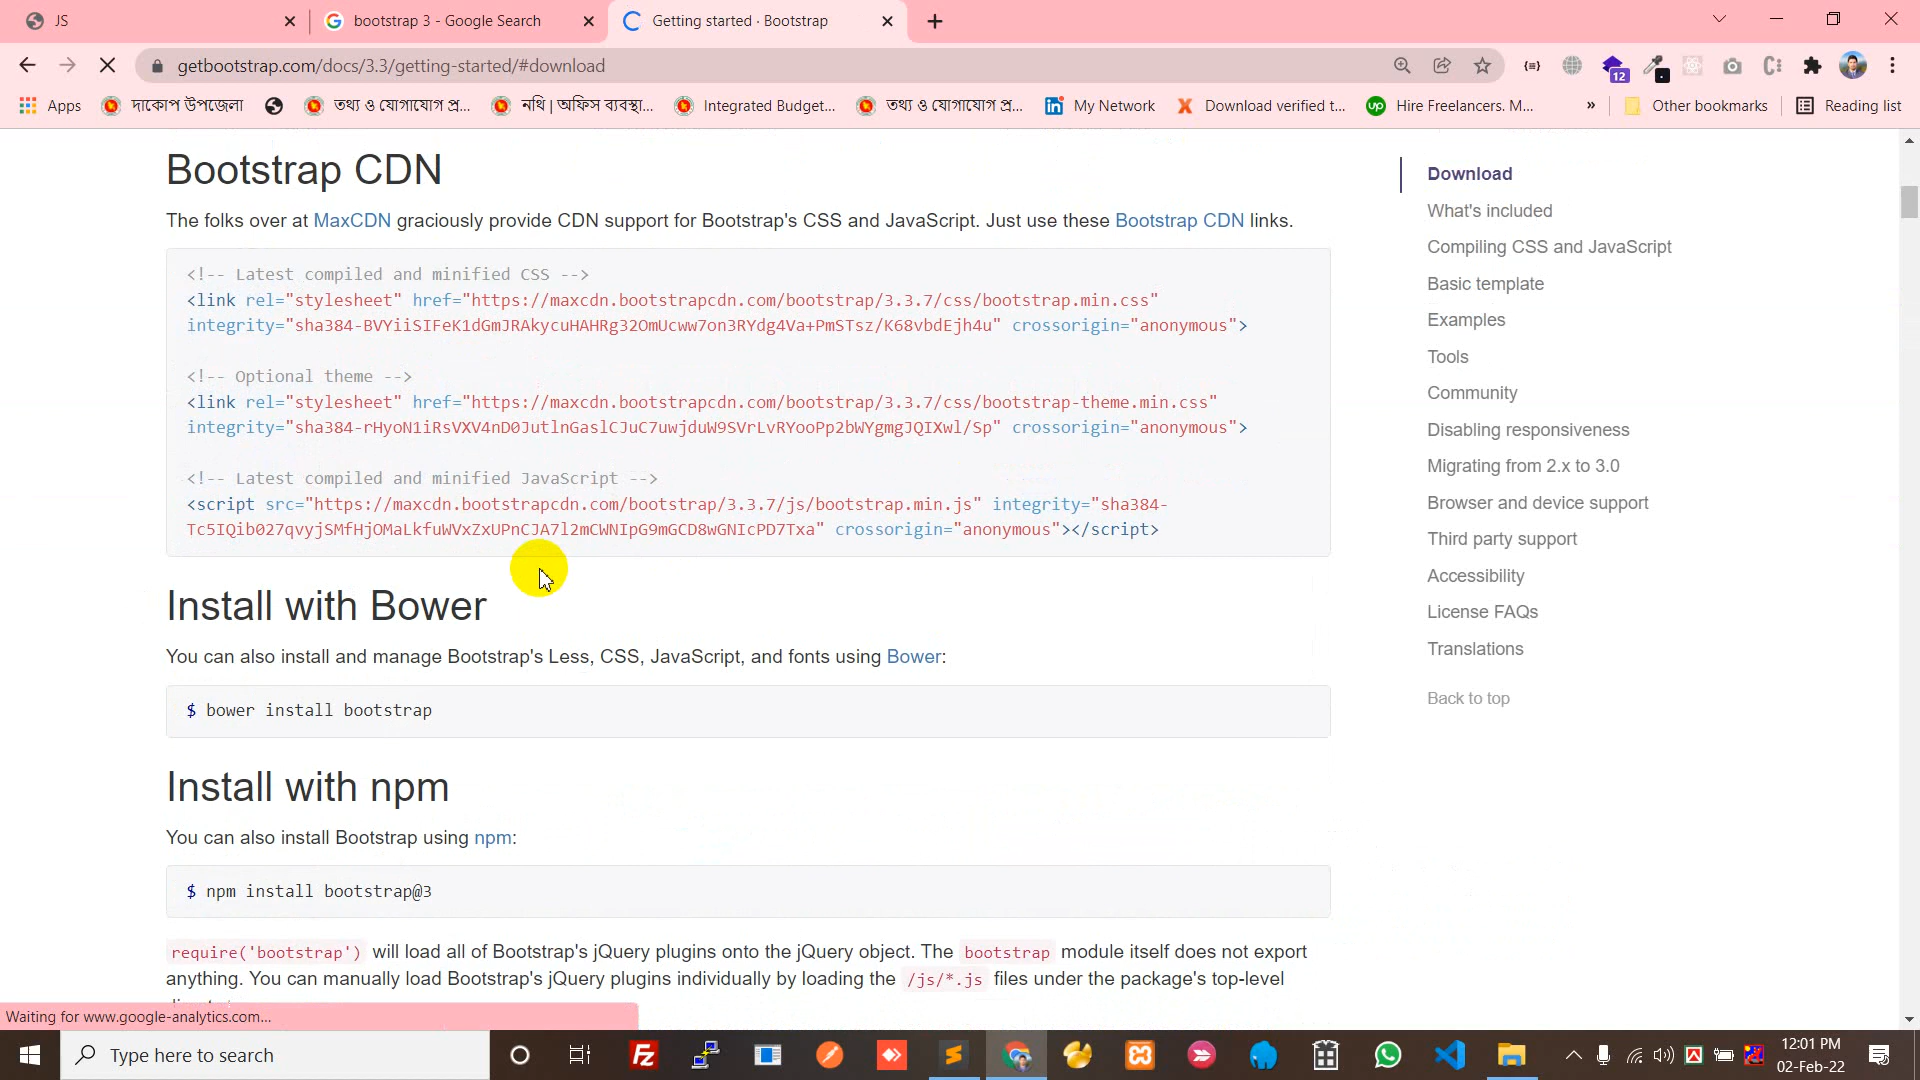 JS
bootstrap 3 - Google Search
Getting started · Bootstrap
getbootstrap.com/docs/3.3/getting-started/#download
12
Apps
দাকোপ উপজেলা
তথ্য ও যোগাযোগ প্র...
নথি | অফিস ব্যবস্থা...
Integrated Budget...
তথ্য ও যোগাযোগ প্র...
My Network
Download verified t...
Hire Freelancers. M...
»
Other bookmarks
Reading list
Bootstrap CDN
The folks over at MaxCDN graciously provide CDN support for Bootstrap's CSS and JavaScript. Just use these Bootstrap CDN links.
<!-- Latest compiled and minified CSS -->
<link rel="stylesheet" href="https://maxcdn.bootstrapcdn.com/bootstrap/3.3.7/css/bootstrap.min.css"
integrity="sha384-BVYiiSIFeK1dGmJRAkycuHAHRg32OmUcww7on3RYdg4Va+PmSTsz/K68vbdEjh4u" crossorigin="anonymous">
<!-- Optional theme -->
<link rel="stylesheet" href="https://maxcdn.bootstrapcdn.com/bootstrap/3.3.7/css/bootstrap-theme.min.css"
integrity="sha384-rHyoN1iRsVXV4nD0JutlnGaslCJuC7uwjduW9SVrLvRYooPp2bWYgmgJQIXwl/Sp" crossorigin="anonymous">
<!-- Latest compiled and minified JavaScript -->
<script src="https://maxcdn.bootstrapcdn.com/bootstrap/3.3.7/js/bootstrap.min.js" integrity="sha384-
Tc5IQib027qvyjSMfHjOMaLkfuWVxZxUPnCJA7l2mCWNIpG9mGCD8wGNIcPD7Txa" crossorigin="anonymous"></script>
Install with Bower
You can also install and manage Bootstrap's Less, CSS, JavaScript, and fonts using Bower:
$ bower install bootstrap
Install with npm
You can also install Bootstrap using npm:
$ npm install bootstrap@3
require('bootstrap') will load all of Bootstrap's jQuery plugins onto the jQuery object. The bootstrap module itself does not export
anything. You can manually load Bootstrap's jQuery plugins individually by loading the /js/*.js files under the package's top-level
Download
What's included
Compiling CSS and JavaScript
Basic template
Examples
Tools
Community
Disabling responsiveness
Migrating from 2.x to 3.0
Browser and device support
Third party support
Accessibility
License FAQs
Translations
Back to top
Waiting for www.google-analytics.com...
Type here to search
12:01 PM
02-Feb-22